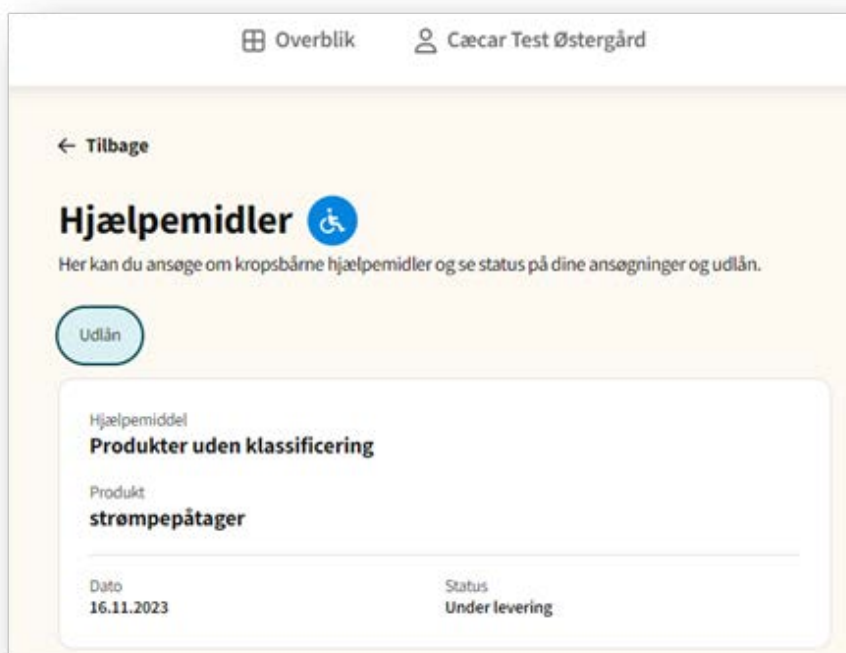 Overblik Cæcar Test Østergård
Tilbage
Hjælpemidler
Her kan du ansøge om kropsbårne hjælpemidler og se status på dine ansøgninger og udlån.
Udlån
Hjælpemiddel
Produkter uden klassificering
Produkt
strømpepåtager
Dato Status
16.11.2023 Under levering